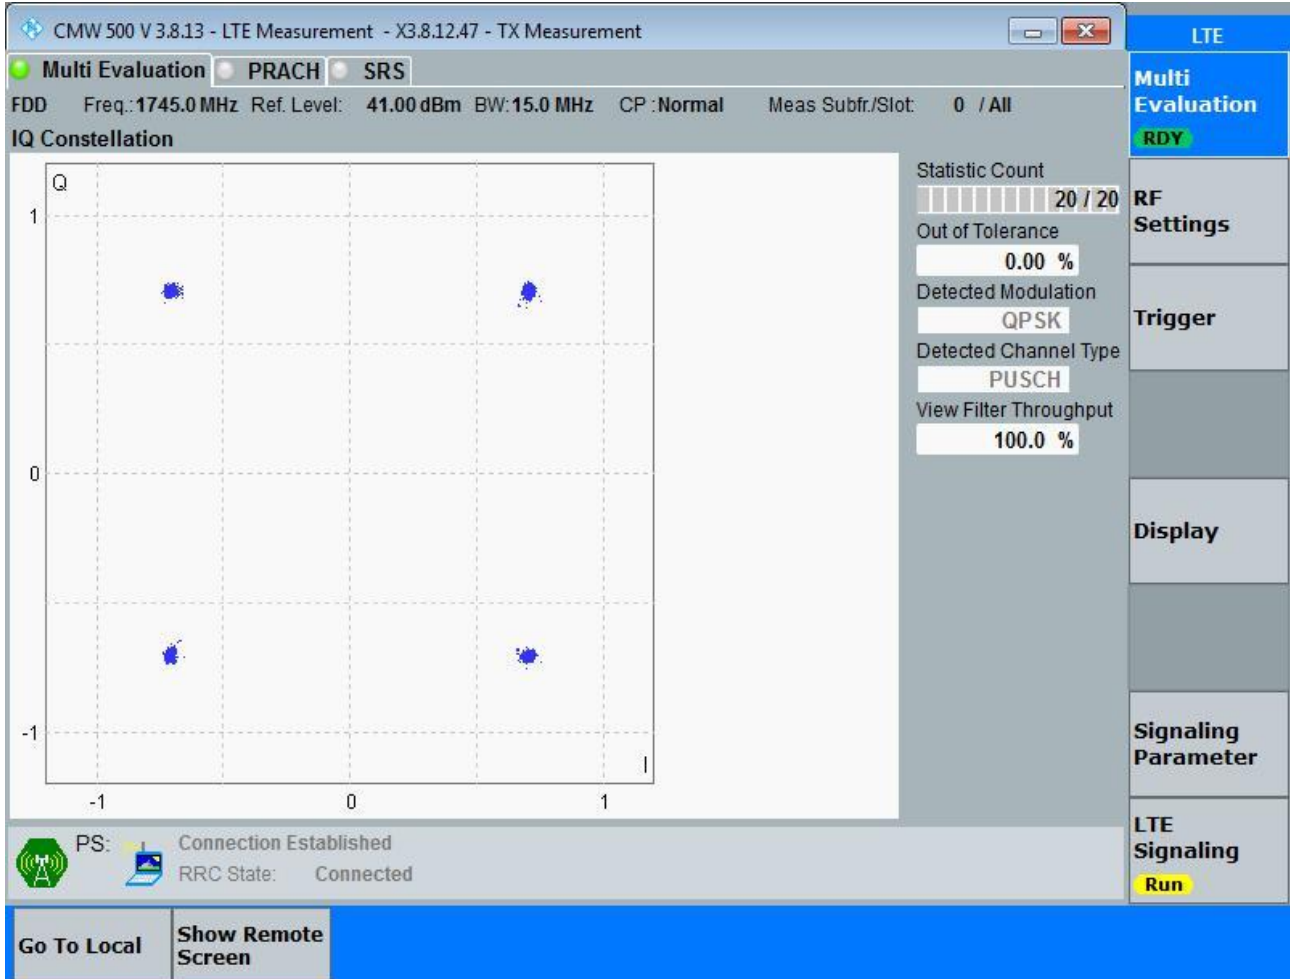 CMW 500 V 3.8.13 - LTE Measurement - X3.8.12.47 - TX Measurement
LTE
Multi Evaluation PRACH SRS
FDD Freq.:1745.0 MHz Ref. Level: 41.00 dBm BW:15.0 MHz CP :Normal Meas Subfr./Slot: 0 / All
IQ Constellation
Q
1
0
-1
I
-1 0 1
Statistic Count
20 / 20
Out of Tolerance
0.00 %
Detected Modulation
QPSK
Detected Channel Type
PUSCH
View Filter Throughput
100.0 %
Multi
Evaluation
RDY
RF
Settings
Trigger
Display
Signaling
Parameter
LTE
Signaling
Run
PS: Connection Established
RRC State: Connected
Go To Local
Show Remote
Screen